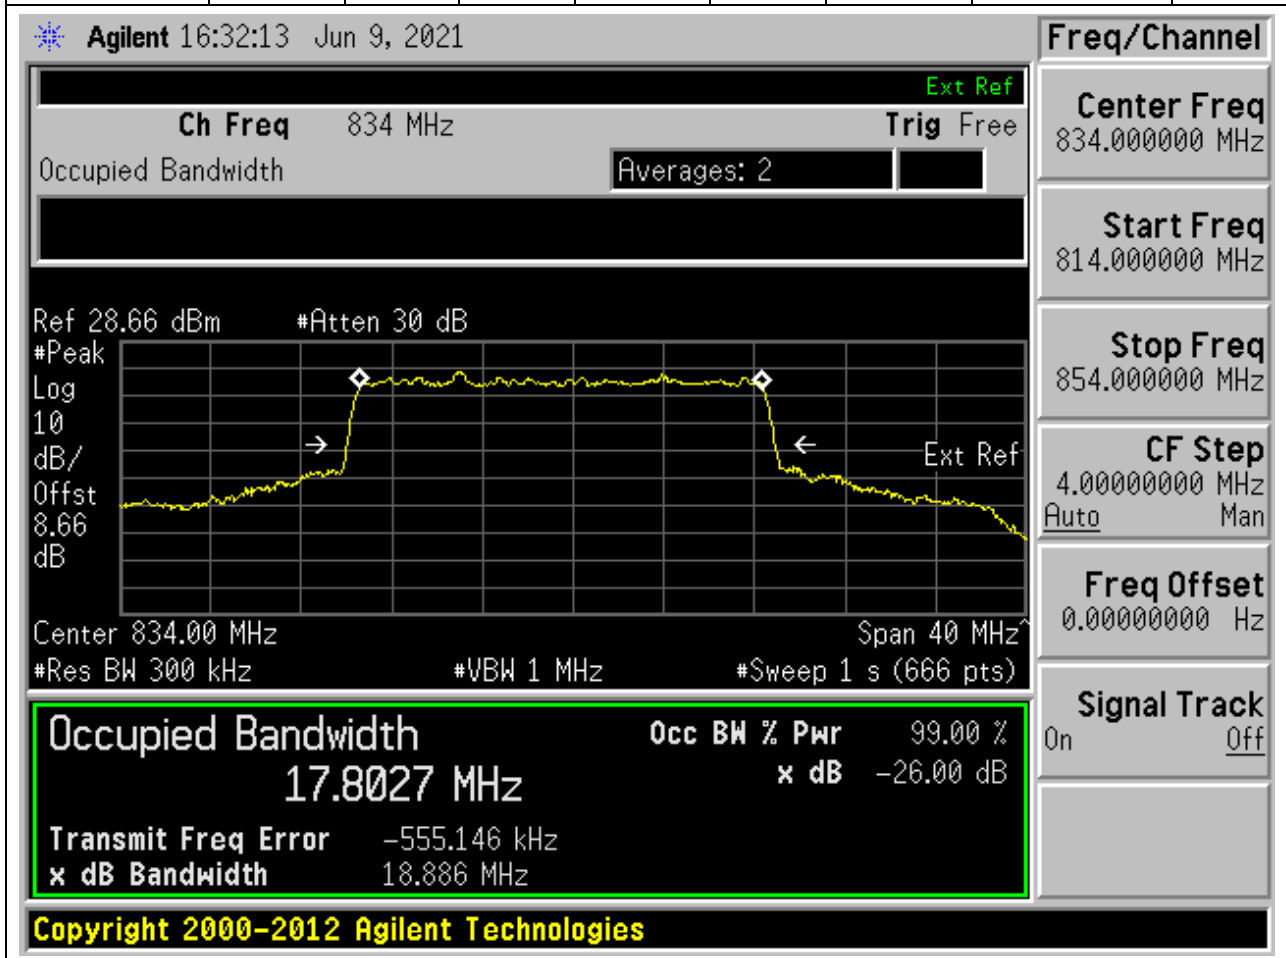 Agilent 16:32:13 Jun 9, 2021
Freq/Channel
Ext Ref
Ch Freq 834 MHz Trig Free
Occupied Bandwidth Averages: 2
Ref 28.66 dBm #Atten 30 dB
#Peak
Log
10
dB/
Offst
8.66
dB
Ext Ref
Center 834.00 MHz Span 40 MHz^
#Res BW 300 kHz #VBW 1 MHz #Sweep 1 s (666 pts)
Occupied Bandwidth Occ BW % Pwr 99.00 %
17.8027 MHz x dB -26.00 dB
Transmit Freq Error -555.146 kHz
x dB Bandwidth 18.886 MHz
Copyright 2000-2012 Agilent Technologies
Center Freq
834.000000 MHz
Start Freq
814.000000 MHz
Stop Freq
854.000000 MHz
CF Step
4.00000000 MHz
Auto Man
Freq Offset
0.00000000 Hz
Signal Track
On Off